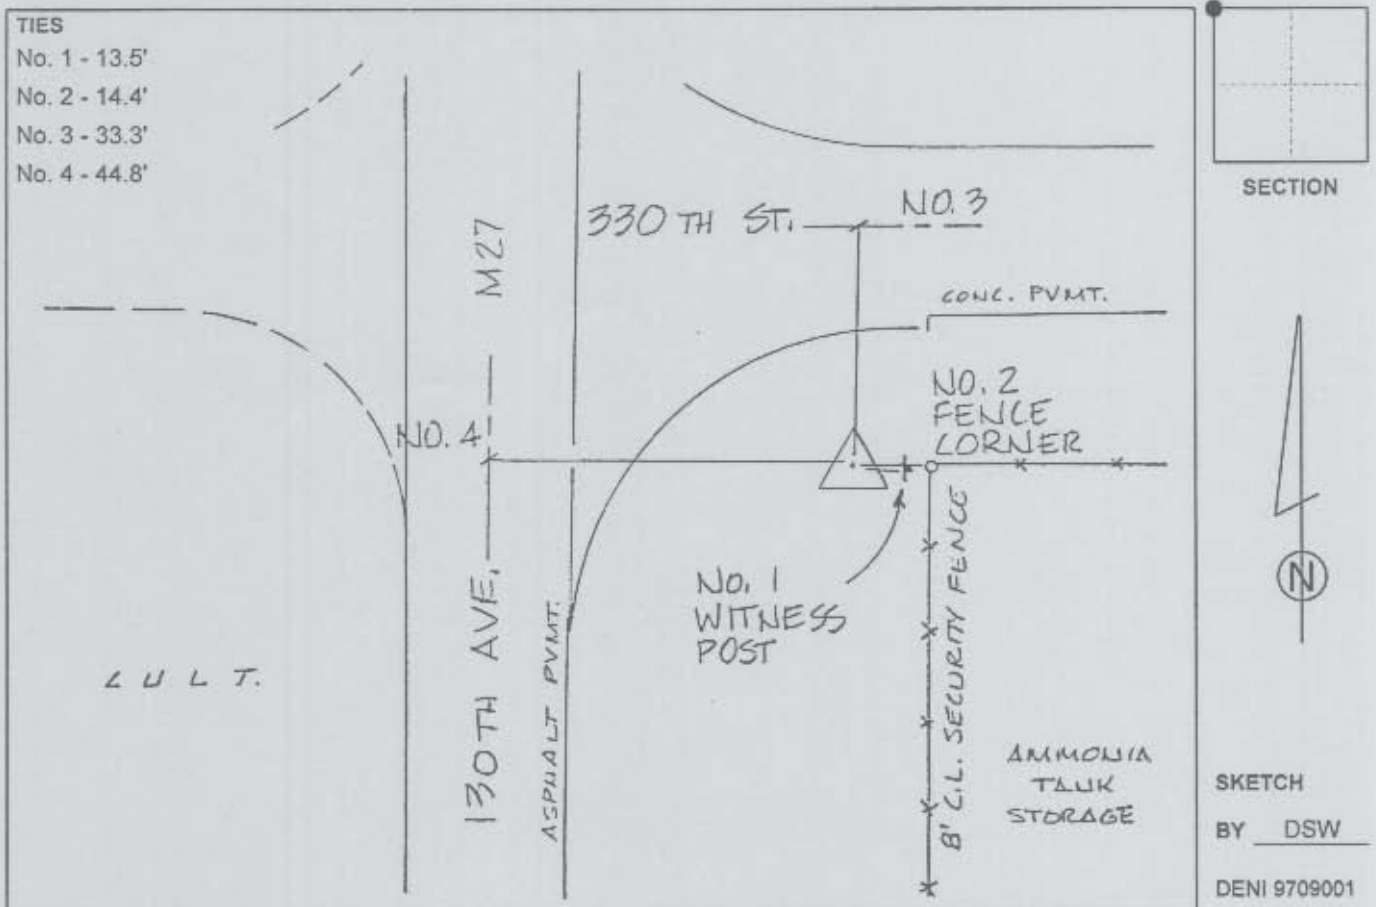 TIES
No. 1 - 13.5'
No. 2 - 14.4'
No. 3 - 33.3'
No. 4 - 44.8'
SECTION
330 TH ST.
NO. 3
M27
CONC. PVMT.
NO. 2
FENCE
CORNER
NO. 4
NO. 1
WITNESS
POST
130TH AVE.
ASPHALT PVMT.
8' C.L. SECURITY FENCE
CULT.
AMMONIA
TANK
STORAGE
N
SKETCH
BY DSW
DENI 9709001